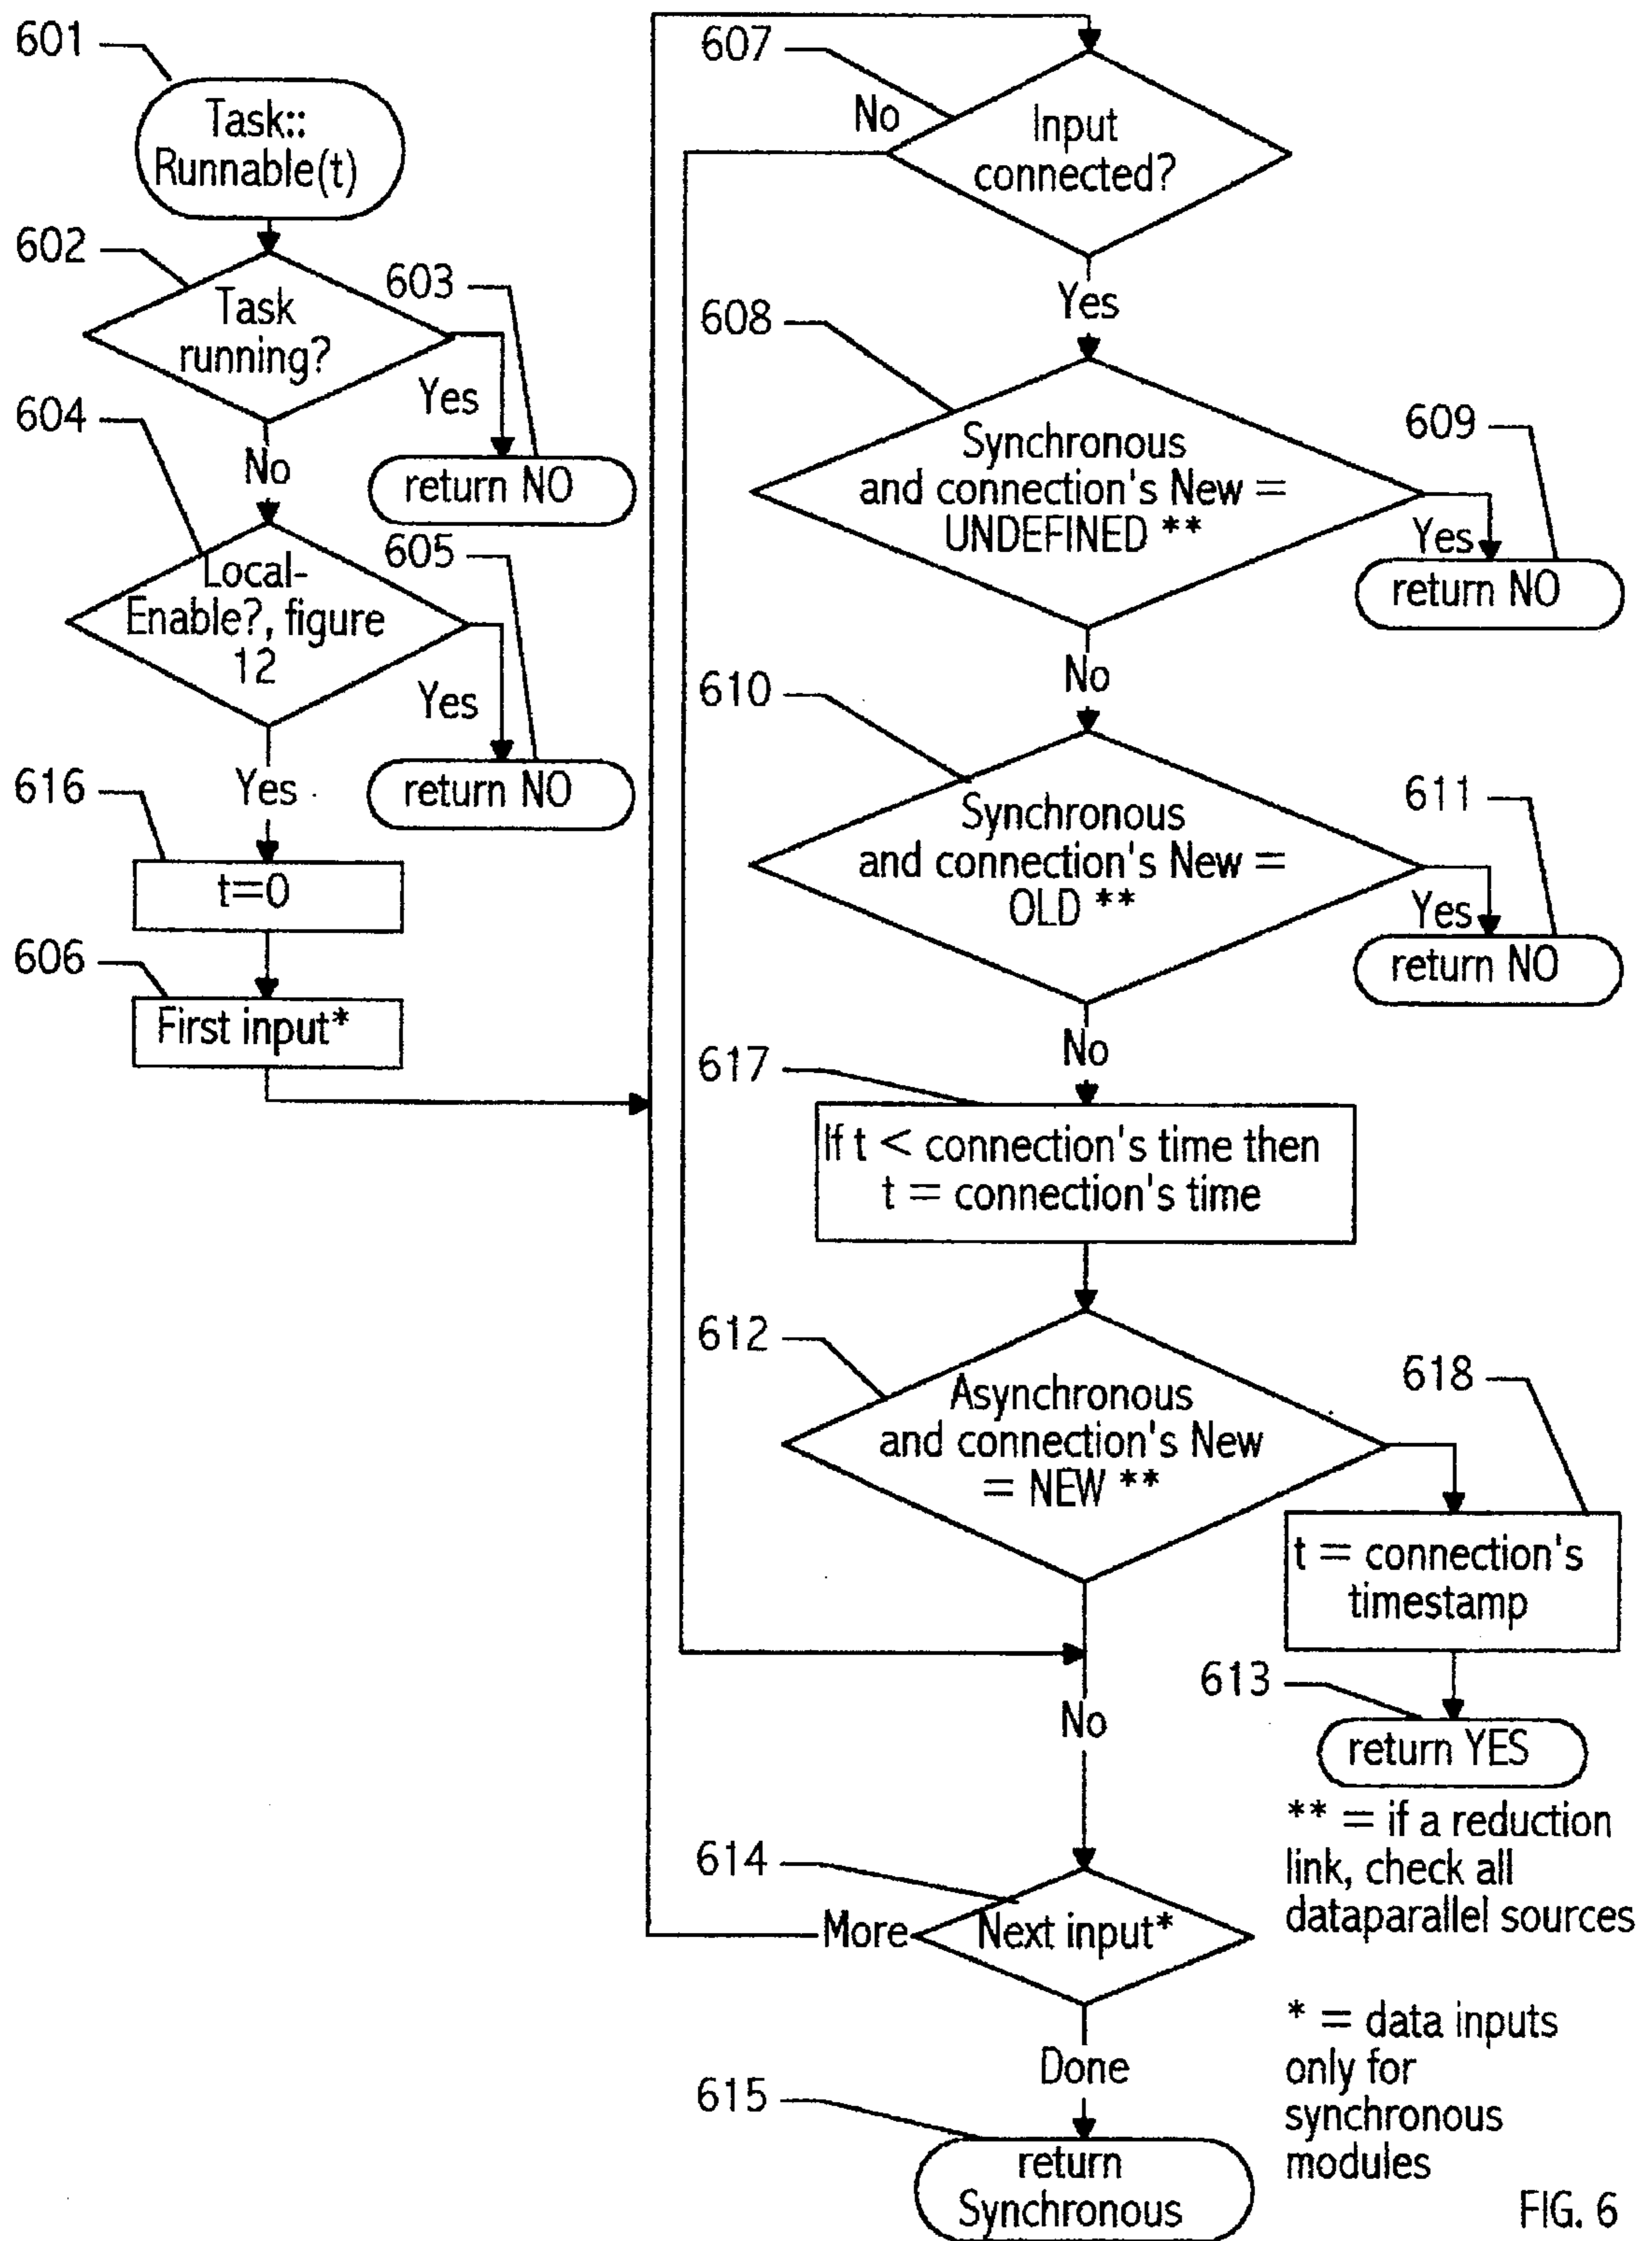 601
Task::
Runnable(t)
602
Task
running?
603
Yes
return NO
No
604
Local-
Enable?, figure
12
605
Yes
return NO
Yes
616
t=0
606
First input*
607
No
Input
connected?
Yes
608
Synchronous
and connection's New =
UNDEFINED **
609
Yes
return NO
No
610
Synchronous
and connection's New =
OLD **
611
Yes
return NO
No
617
If t < connection's time then
t = connection's time
612
Asynchronous
and connection's New
= NEW **
618
t = connection's
timestamp
613
return YES
No
614
More
Next input*
Done
615
return
Synchronous
** = if a reduction
link, check all
dataparallel sources
* = data inputs
only for
synchronous
modules
FIG. 6